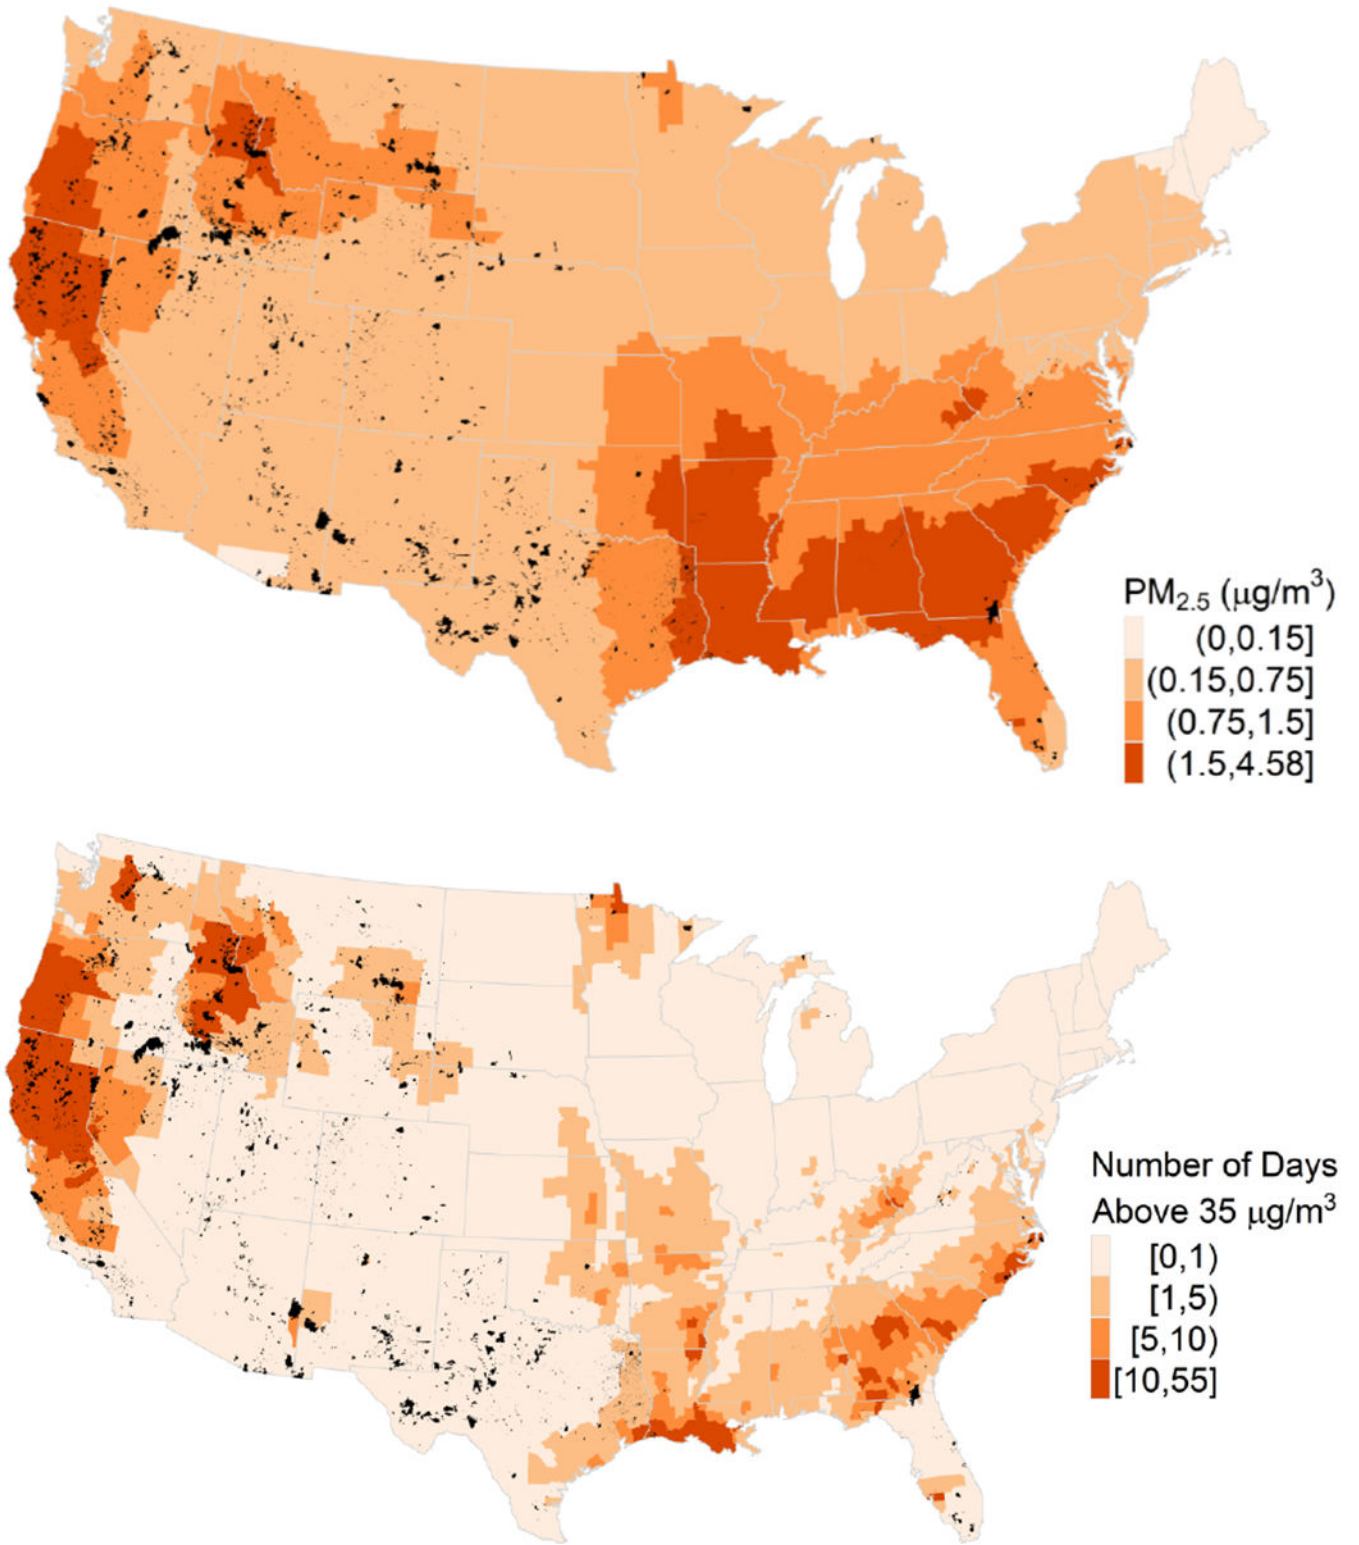 PM₂.₅ (μg/m³)
(0,0.15]
(0.15,0.75]
(0.75,1.5]
(1.5,4.58]
Number of Days
Above 35 μg/m³
[0,1)
[1,5)
[5,10)
[10,55]